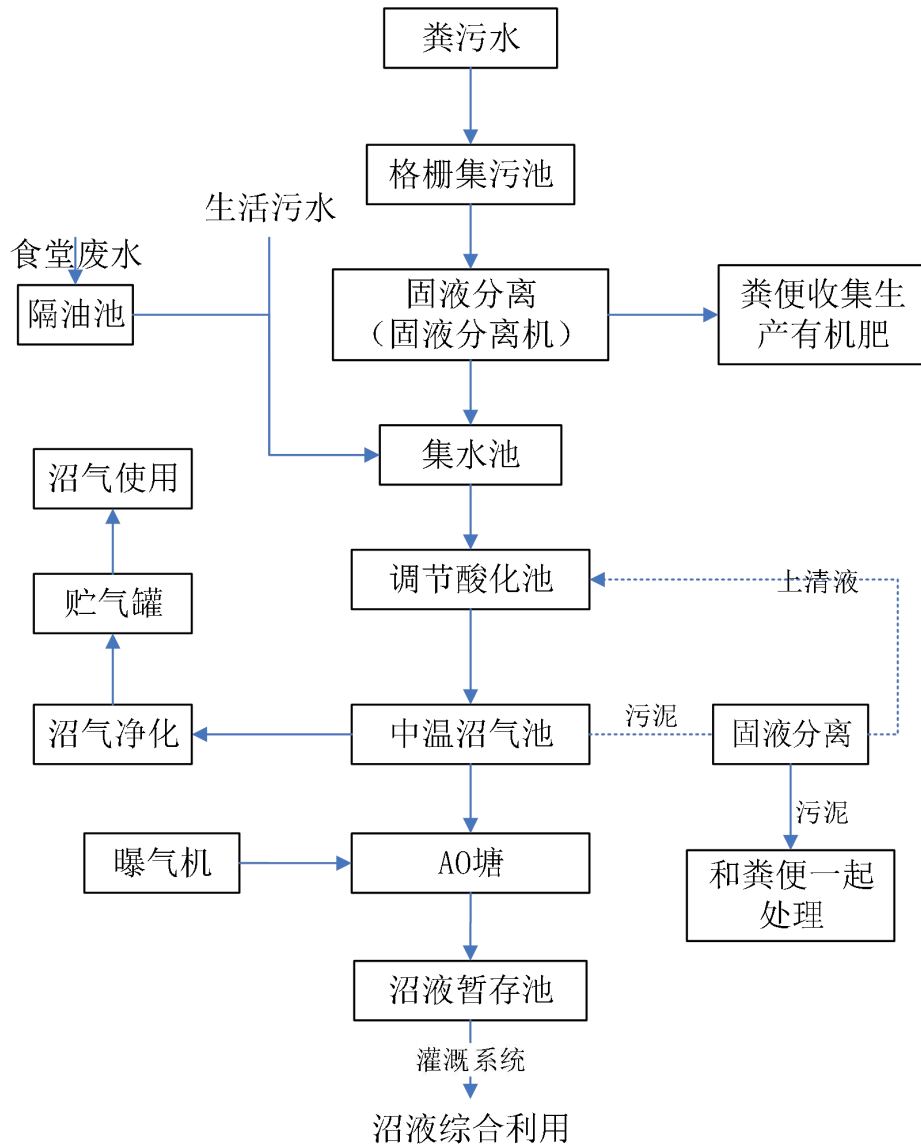 粪污水
格栅集污池
生活污水
食堂废水
隔油池
固液分离
（固液分离机）
粪便收集生
产有机肥
集水池
沼气使用
调节酸化池
上清液
贮气罐
沼气净化
中温沼气池
污泥
固液分离
污泥
曝气机
AO塘
和粪便一起
处理
沼液暂存池
灌溉系统
沼液综合利用